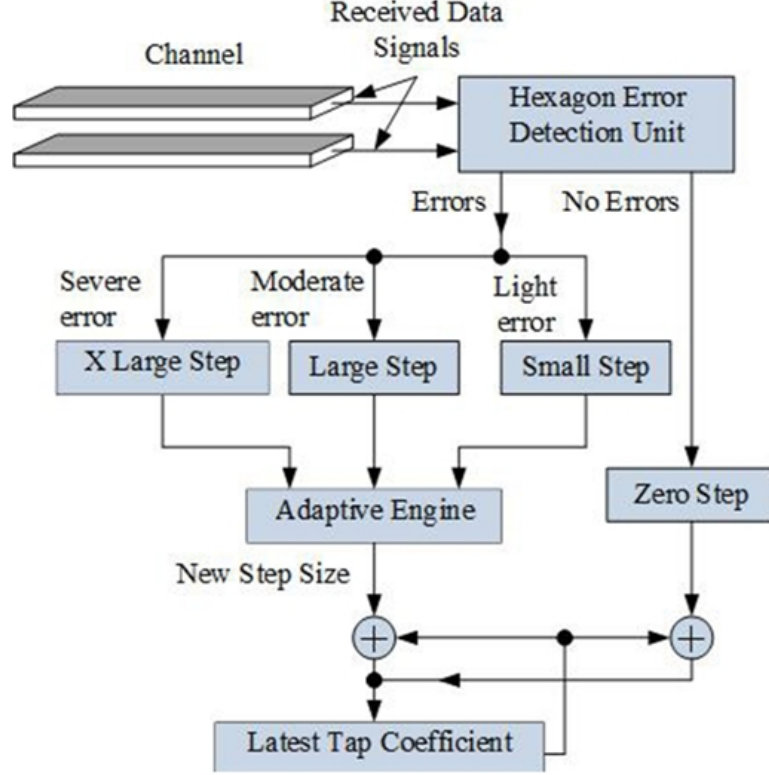 Received Data
Signals
Channel
Hexagon Error
Detection Unit
Errors
No Errors
Severe
error
Moderate
error
Light
error
X Large Step
Large Step
Small Step
Zero Step
Adaptive Engine
New Step Size
+
+
Latest Tap Coefficient